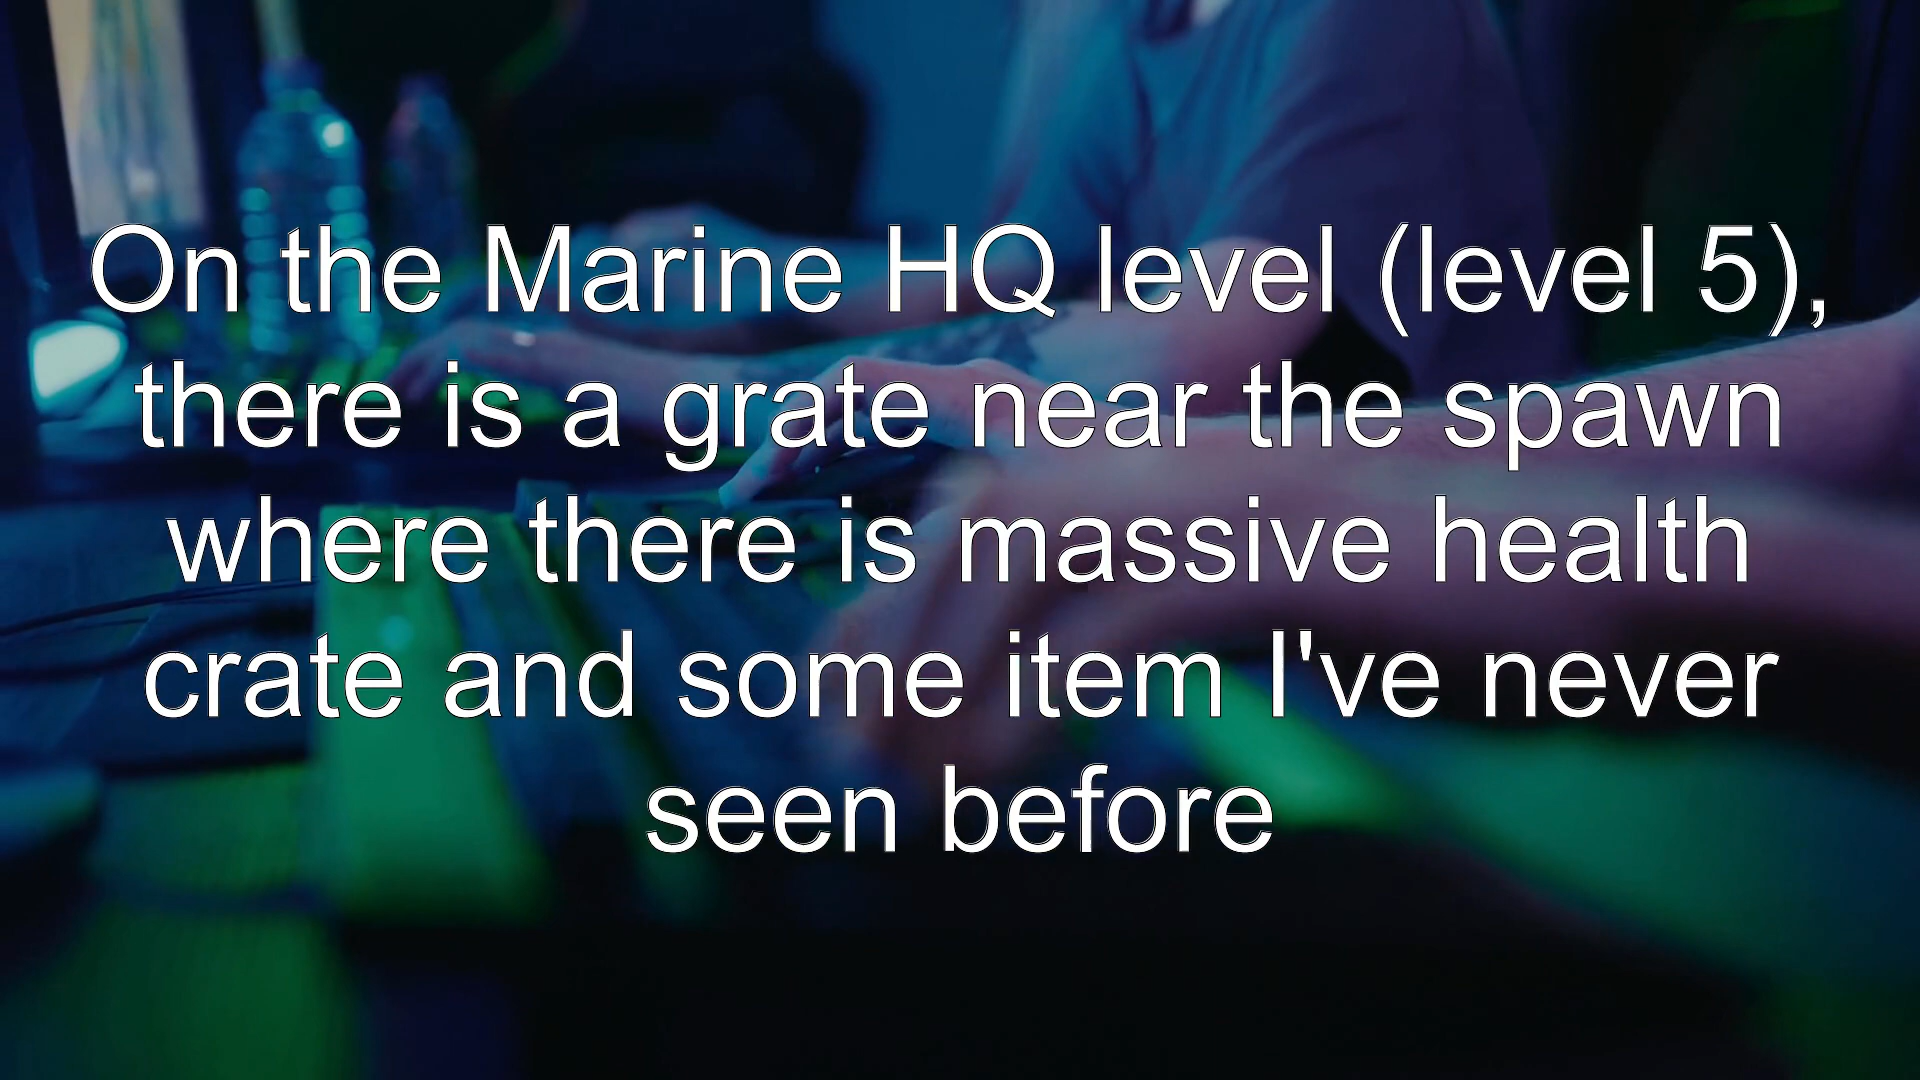 On the Marine HQ level (level 5),
there is a grate near the spawn
where there is massive health
crate and some item I've never
seen before